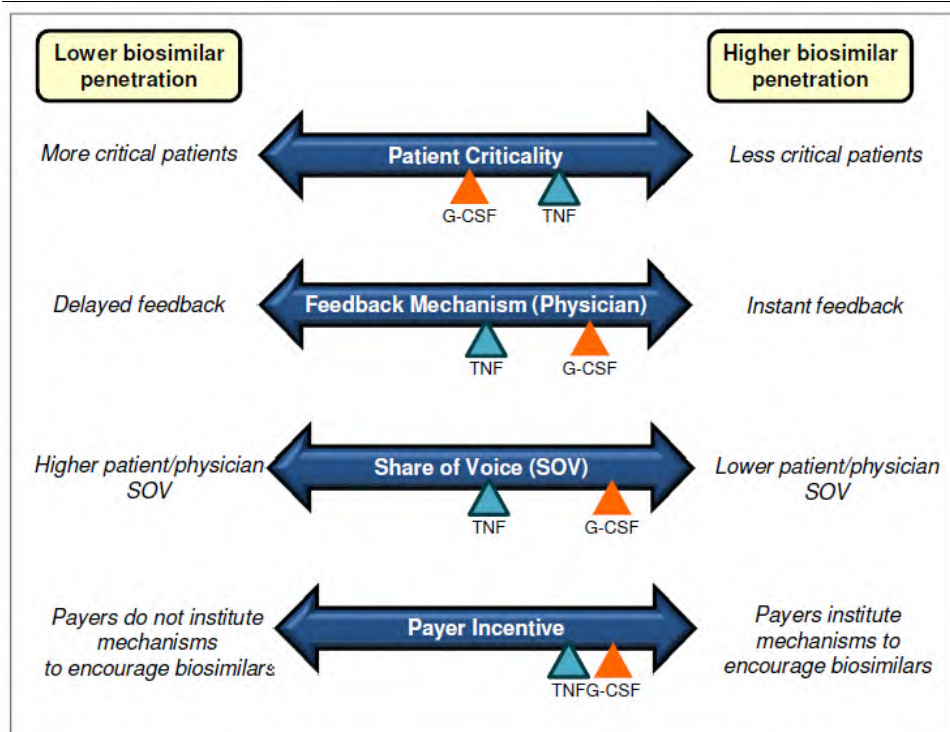 Lower biosimilar
penetration
Higher biosimilar
penetration
More critical patients
Patient Criticality
Less critical patients
G-CSF
TNF
Delayed feedback
Feedback Mechanism (Physician)
Instant feedback
TNF
G-CSF
Higher patient/physician
SOV
Share of Voice (SOV)
Lower patient/physician
SOV
TNF
G-CSF
Payers do not institute
mechanisms
to encourage biosimilars
Payer Incentive
Payers institute
mechanisms to
encourage biosimilars
TNF
G-CSF